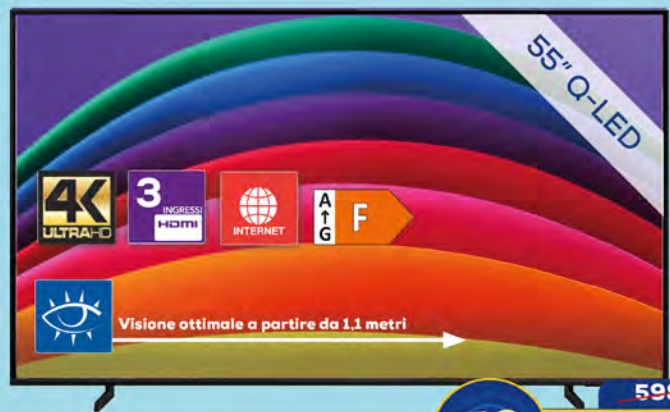 55" Q-LED
4K
ULTRAHD
3
INGRESSI
HDMI
INTERNET
A
↑
G
F
Visione ottimale a partire da 1,1 metri